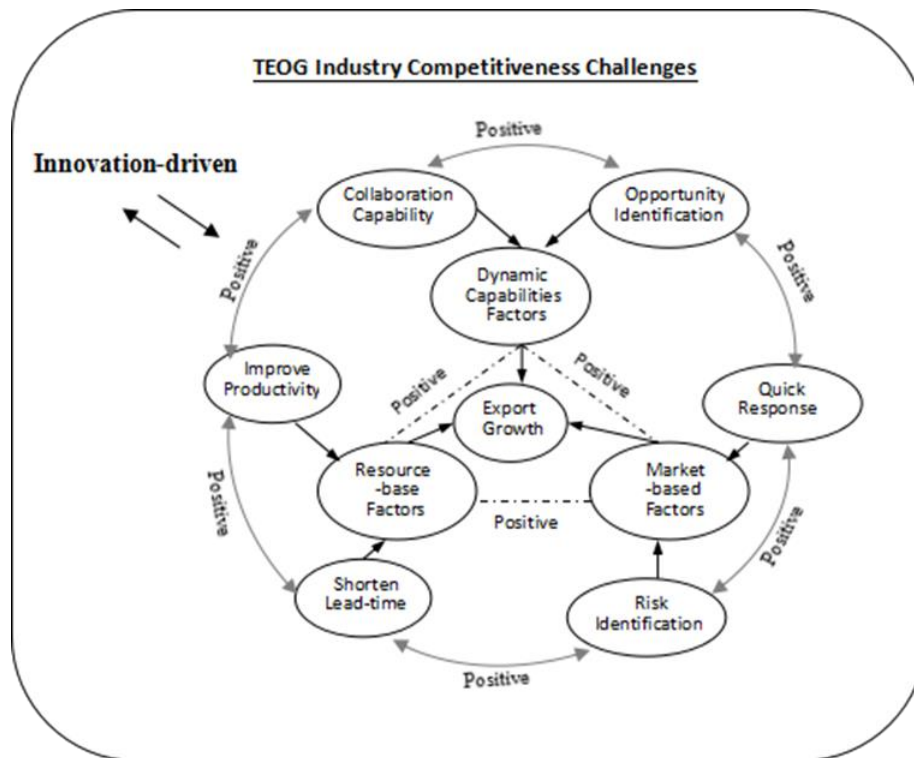 TEOG Industry Competitiveness Challenges
Positive
Innovation-driven
Collaboration
Capability
Opportunity
Identification
Positive
Positive
Dynamic
Capabilities
Factors
Improve
Productivity
Positive
Positive
Quick
Response
Export
Growth
Resource
-base
Factors
Market
-based
Factors
Positive
Positive
Positive
Shorten
Lead-time
Risk
Identification
Positive